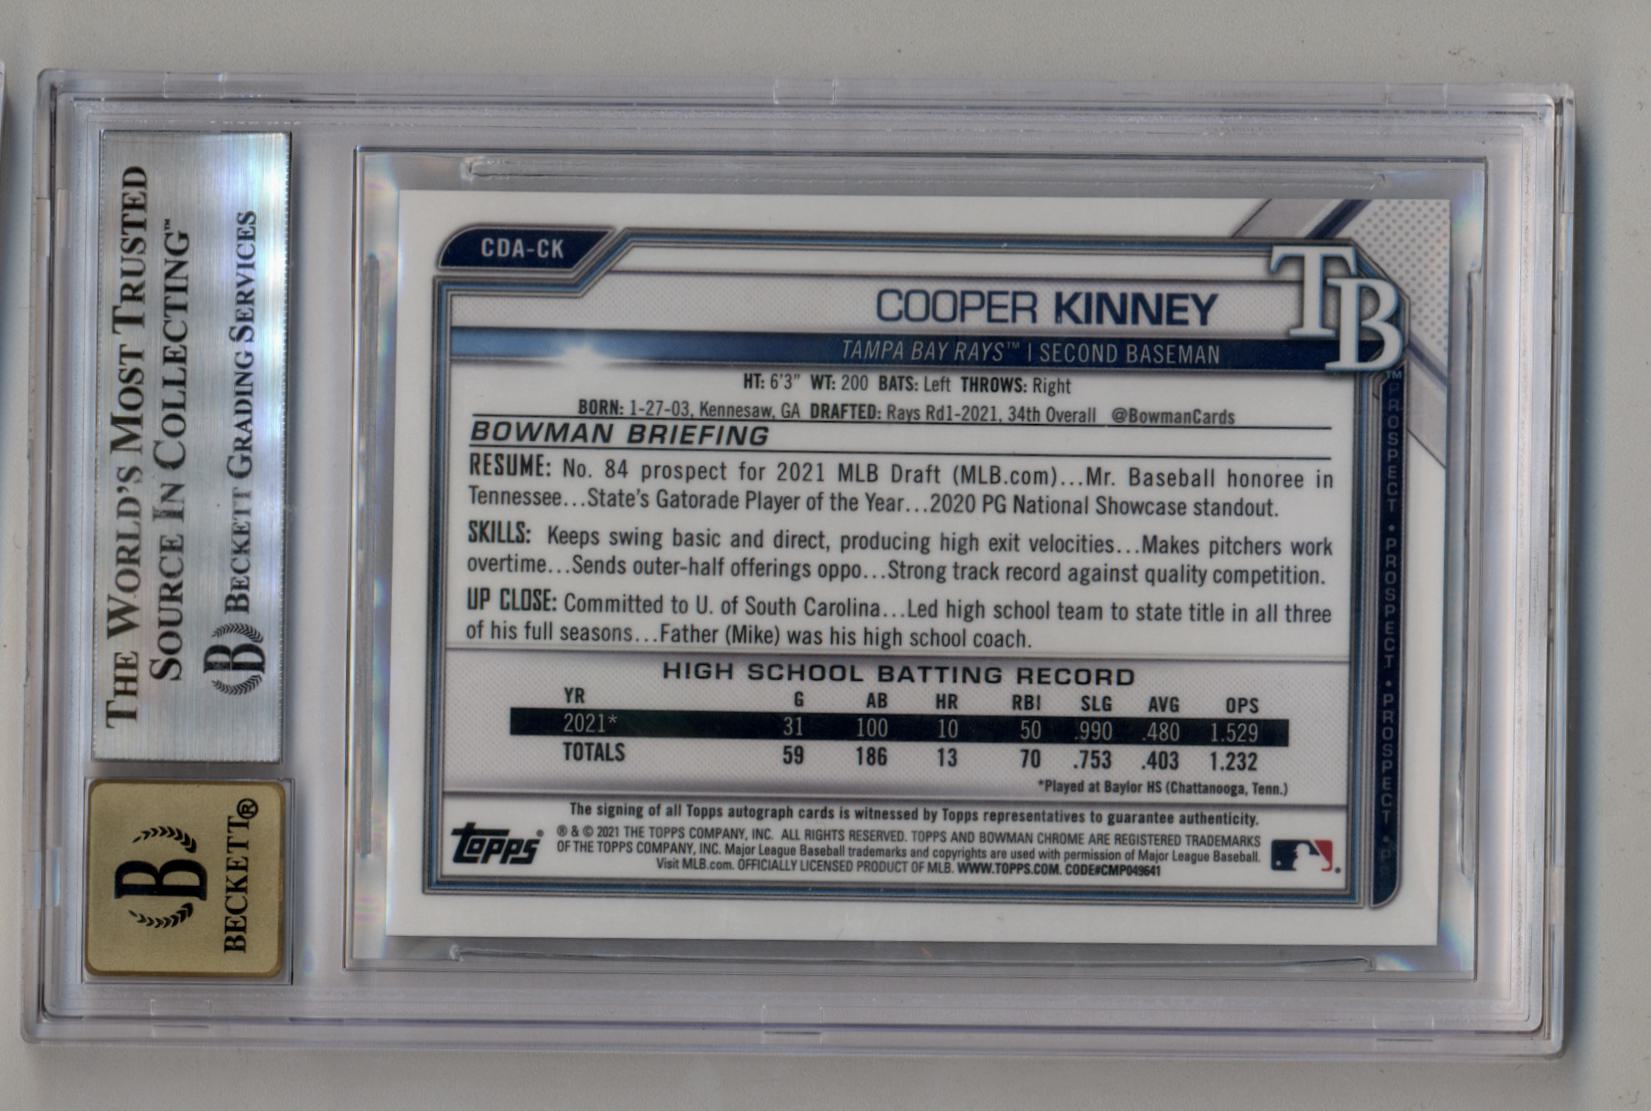 THE WORLD'S MOST TRUSTED
SOURCE IN COLLECTING™
BECKETT GRADING SERVICES
B
BECKETT®
CDA-CK
TB™
COOPER KINNEY
TAMPA BAY RAYS™ | SECOND BASEMAN
HT: 6'3" WT: 200 BATS: Left THROWS: Right
BORN: 1-27-03, Kennesaw, GA DRAFTED: Rays Rd1-2021, 34th Overall @BowmanCards
BOWMAN BRIEFING
RESUME: No. 84 prospect for 2021 MLB Draft (MLB.com)...Mr. Baseball honoree in
Tennessee...State's Gatorade Player of the Year...2020 PG National Showcase standout.
SKILLS: Keeps swing basic and direct, producing high exit velocities...Makes pitchers work
overtime...Sends outer-half offerings oppo...Strong track record against quality competition.
UP CLOSE: Committed to U. of South Carolina...Led high school team to state title in all three
of his full seasons...Father (Mike) was his high school coach.
HIGH SCHOOL BATTING RECORD
YR G AB HR RBI SLG AVG OPS
2021* 31 100 10 50 .990 .480 1.529
TOTALS 59 186 13 70 .753 .403 1.232
*Played at Baylor HS (Chattanooga, Tenn.)
The signing of all Topps autograph cards is witnessed by Topps representatives to guarantee authenticity.
topps®
® & © 2021 THE TOPPS COMPANY, INC. ALL RIGHTS RESERVED. TOPPS AND BOWMAN CHROME ARE REGISTERED TRADEMARKS
OF THE TOPPS COMPANY, INC. Major League Baseball trademarks and copyrights are used with permission of Major League Baseball.
Visit MLB.com. OFFICIALLY LICENSED PRODUCT OF MLB. WWW.TOPPS.COM. CODE#CMP049641
PROSPECT • PROSPECT • PROSPECT • PR